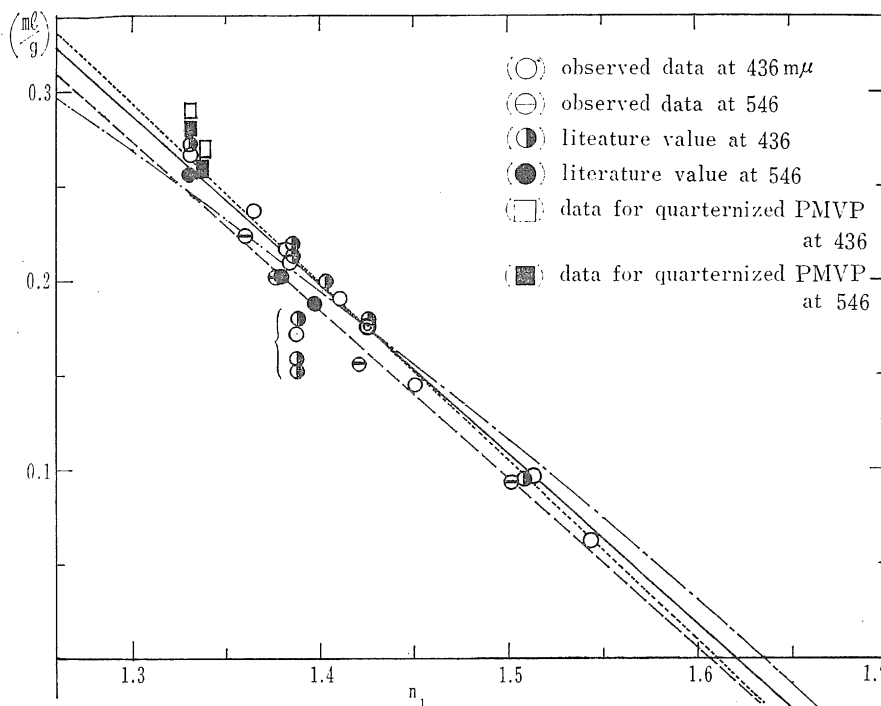 (mℓ/g)
0.3
0.2
0.1
0
1.3
1.4
1.5
1.6
n₁
( ) observed data at 436 mμ
( ) observed data at 546
( ) liteature value at 436
( ) literature value at 546
( ) data for quarternized PMVP
at 436
( ) data for quarternized PMVP
at 546